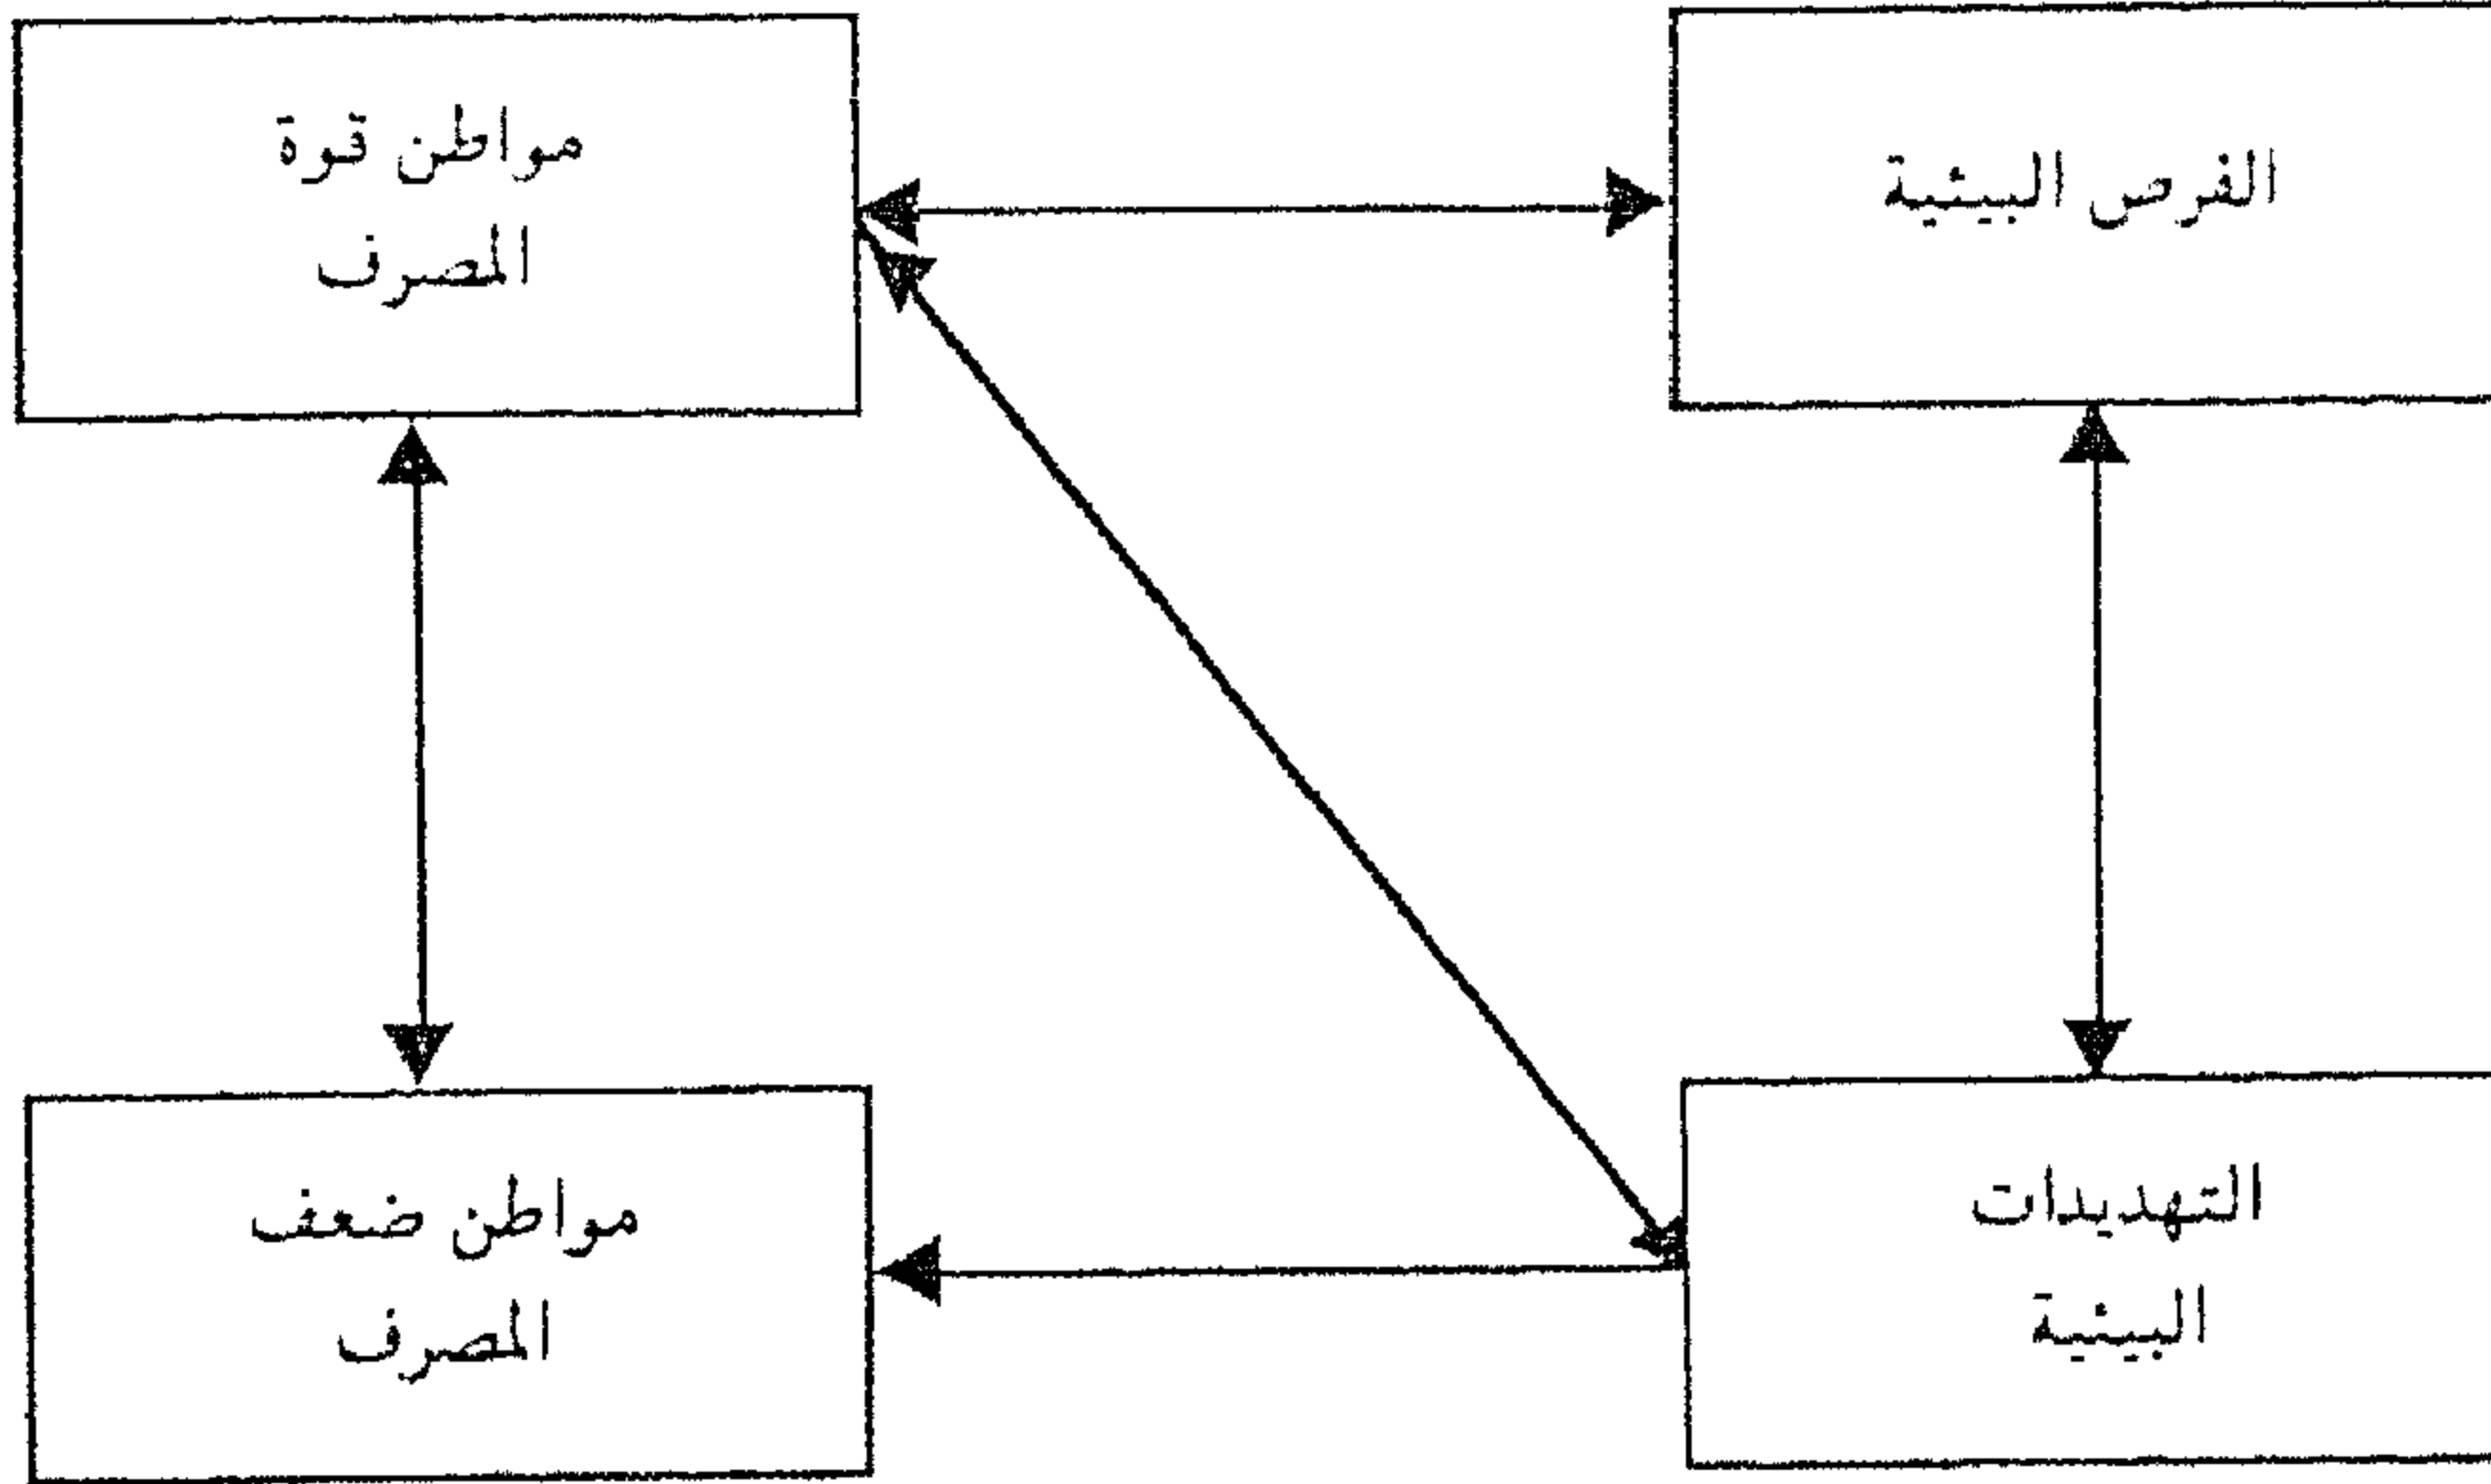 الفرص البيئية
مواطن قوة
المصرف
التهديدات
البيئية
مواطن ضعف
المصرف